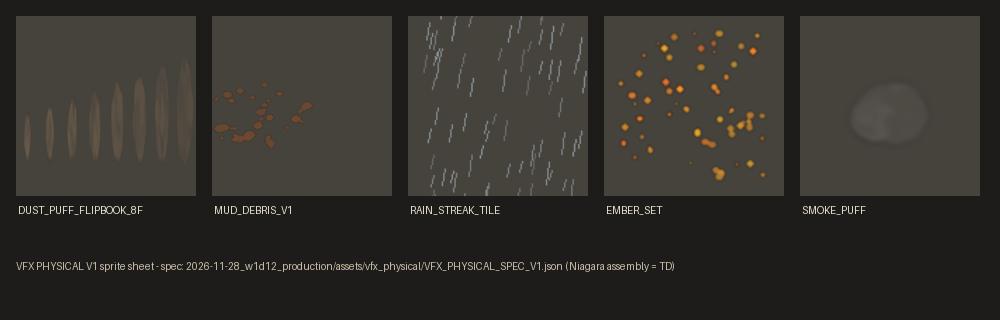 DUST_PUFF_FLIPBOOK_8F
MUD_DEBRIS_V1
RAIN_STREAK_TILE
EMBER_SET
SMOKE_PUFF
VFX PHYSICAL V1 sprite sheet - spec: 2026-11-28_w1d12_production/assets/vfx_physical/VFX_PHYSICAL_SPEC_V1.json (Niagara assembly = TD)